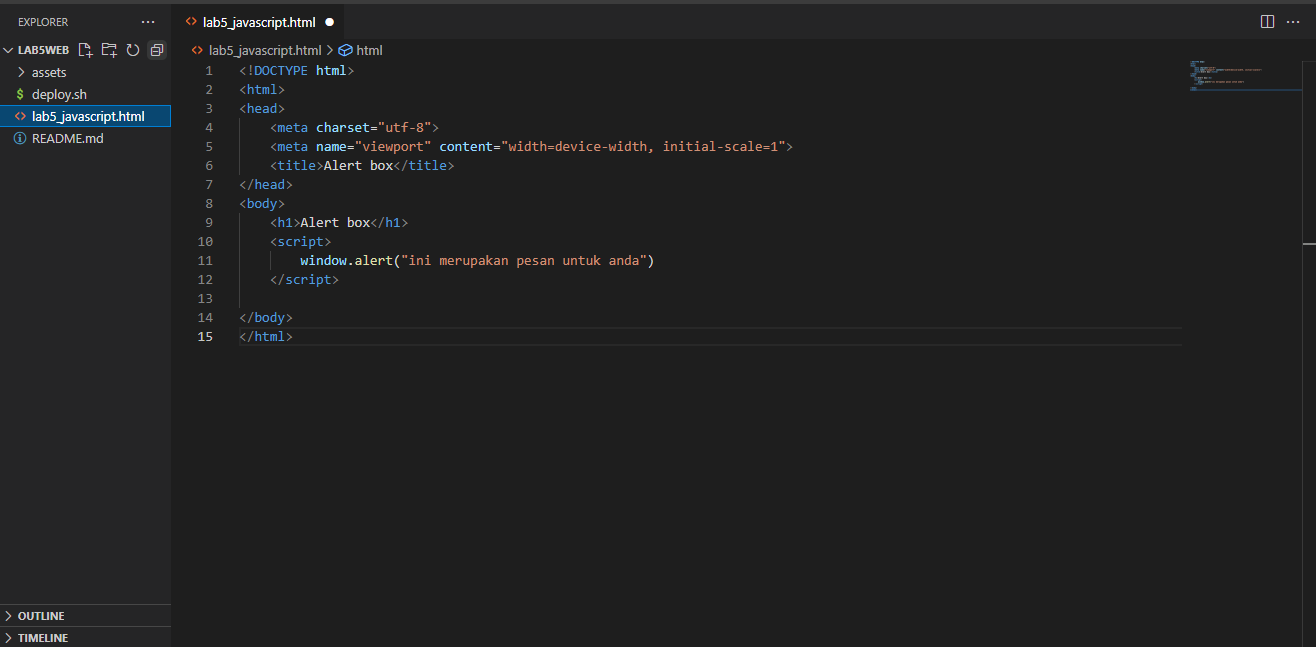 EXPLORER
LAB5WEB
assets
deploy.sh
lab5_javascript.html
README.md
OUTLINE
TIMELINE
lab5_javascript.html
lab5_javascript.html > html
1 <!DOCTYPE html>
2 <html>
3 <head>
4     <meta charset="utf-8">
5     <meta name="viewport" content="width=device-width, initial-scale=1">
6     <title>Alert box</title>
7 </head>
8 <body>
9     <h1>Alert box</h1>
10     <script>
11         window.alert("ini merupakan pesan untuk anda")
12     </script>
13
14 </body>
15 </html>